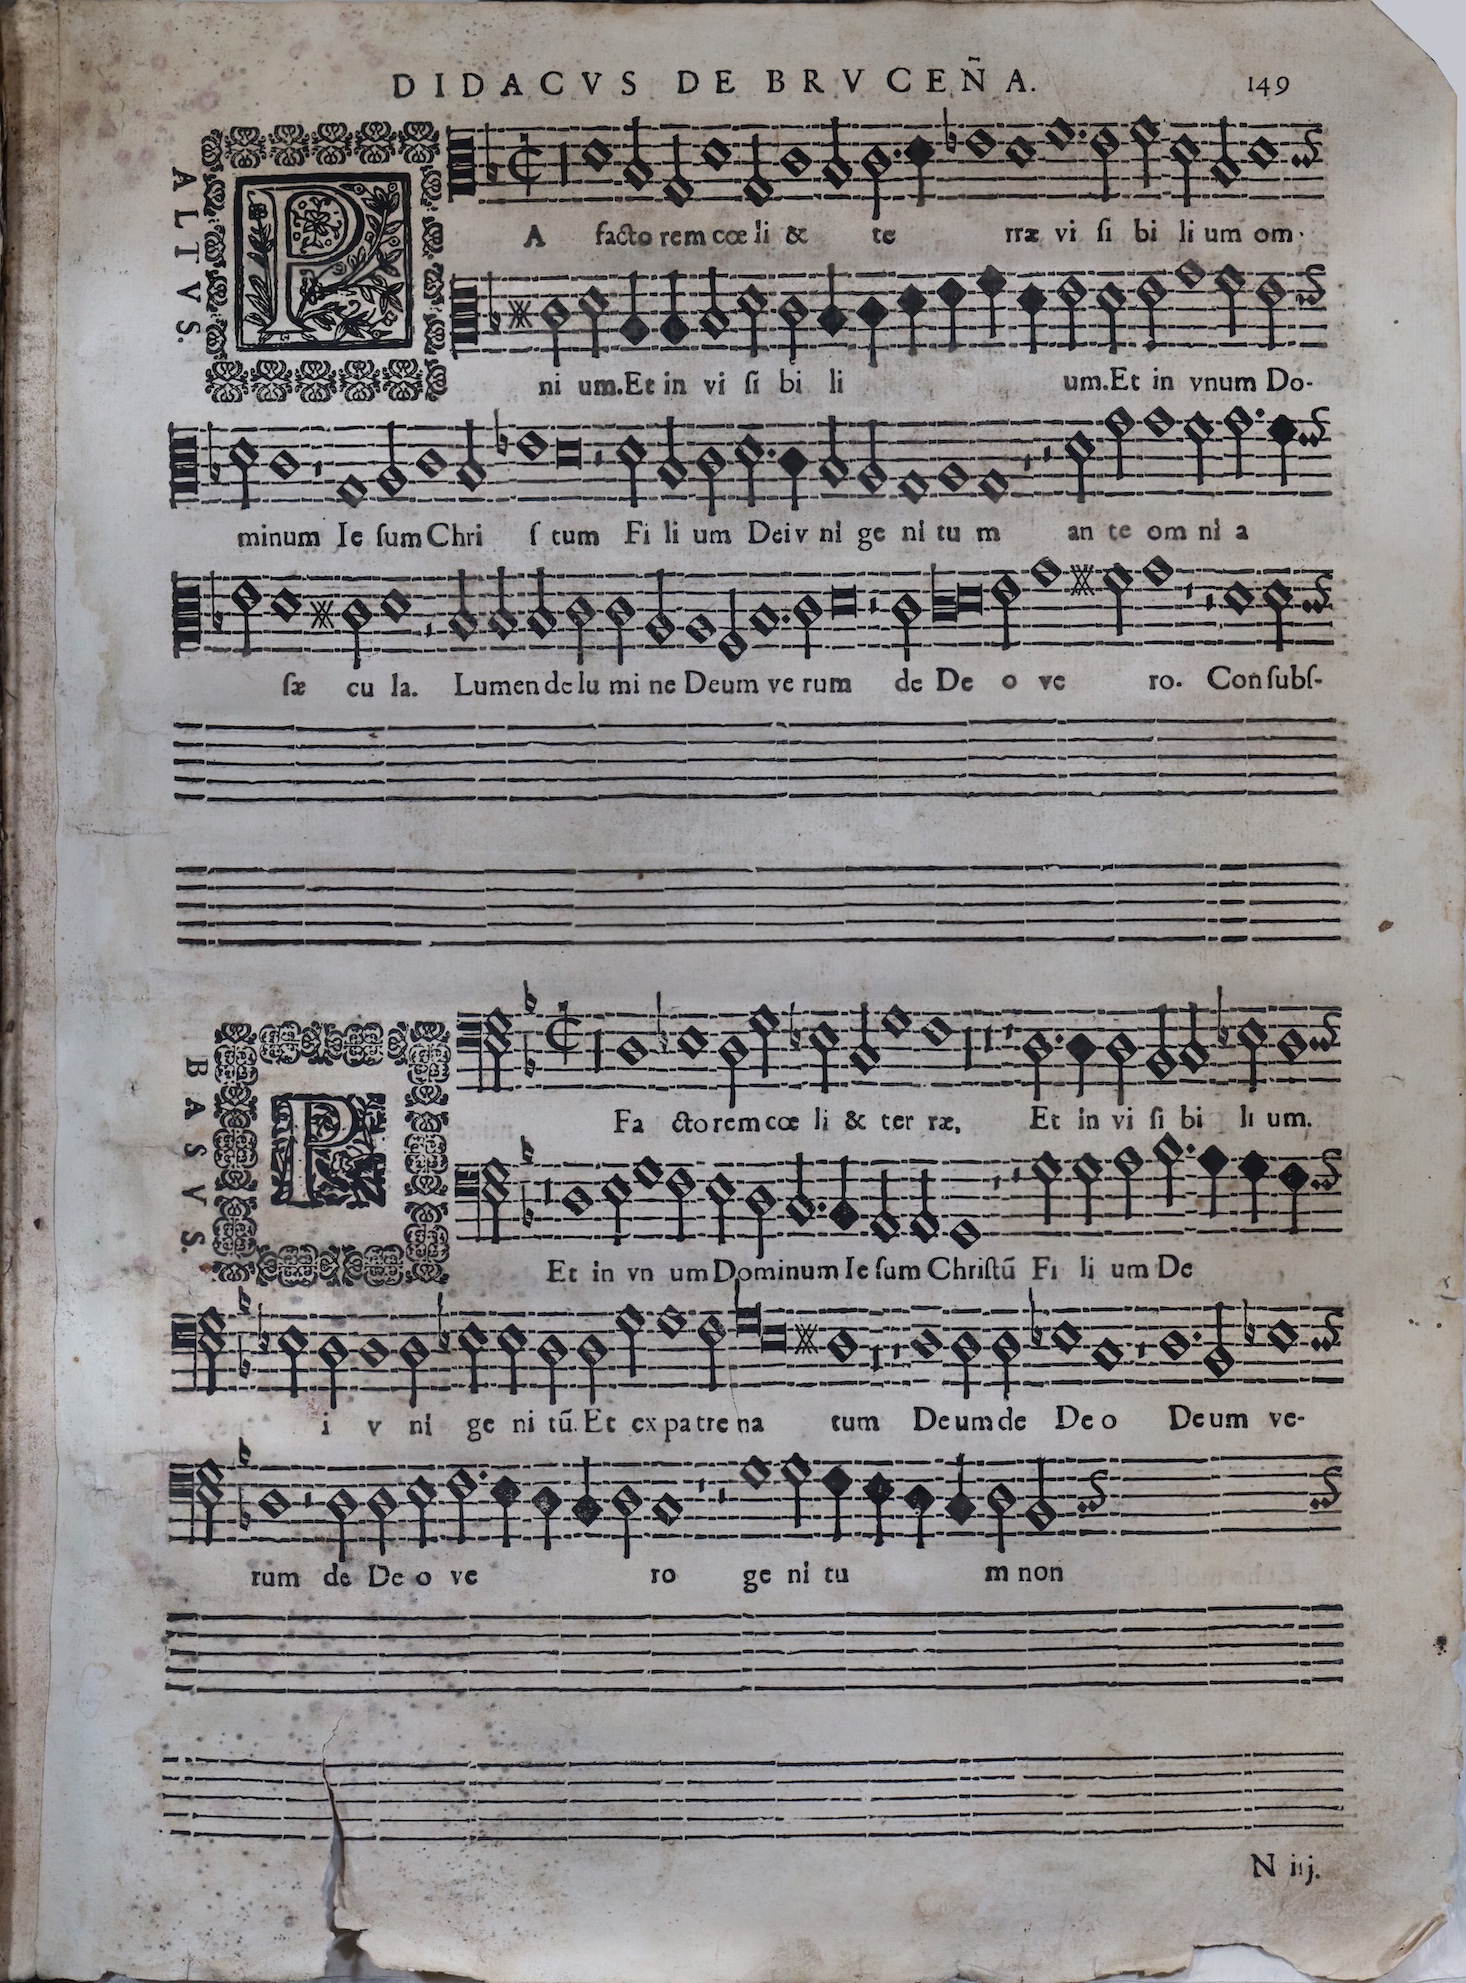 DIDACVS DE BRVCEÑA. 149
ALTVS.
P
A facto rem cœ li & te rræ vi ſi bi li um om-
ni um. Et in vi ſi bi li um. Et in vnum Do-
minum Ie ſum Chri ſ tum Fi li um Dei v ni ge ni tu m an te om ni a
ſæ cu la. Lumen de lu mi ne Deum ve rum de De o ve ro. Con ſubſ-
BASVS.
P
Fa cto rem cœ li & ter ræ, Et in vi ſi bi li um.
Et in vn um Dominum Ie ſum Chriſtũ Fi li um De
i v ni ge ni tũ. Et ex pa tre na tum Deum de De o Deum ve-
rum de De o ve ro ge ni tu m non
N iij.